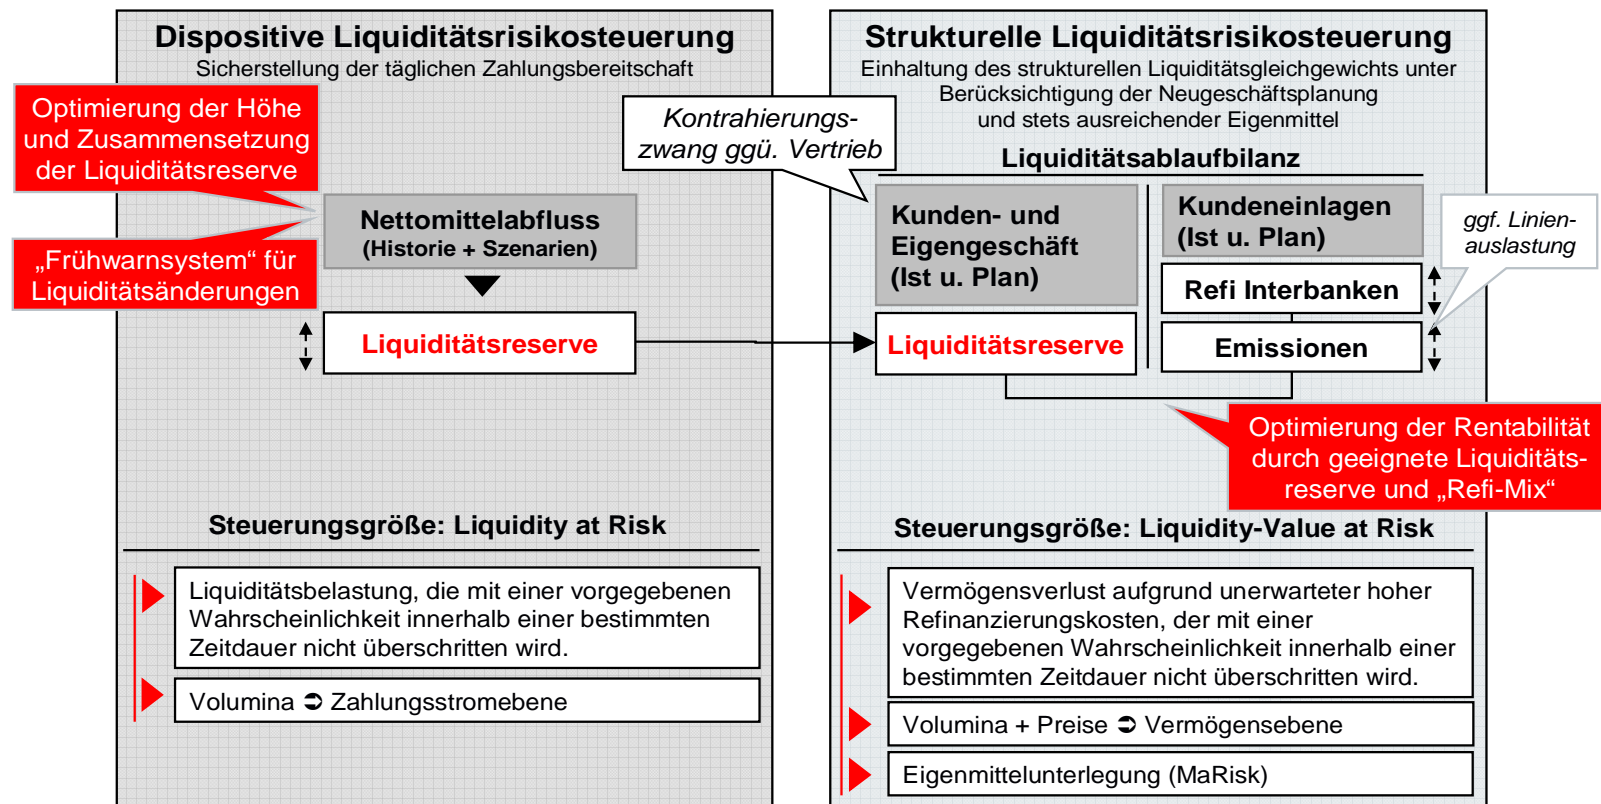 Dispositive Liquiditätsrisikosteuerung
Sicherstellung der täglichen Zahlungsbereitschaft
Optimierung der Höhe
und Zusammensetzung
der Liquiditätsreserve
Nettomittelabfluss
(Historie + Szenarien)
„Frühwarnsystem“ für
Liquiditätsänderungen
Liquiditätsreserve
Steuerungsgröße: Liquidity at Risk
Liquiditätsbelastung, die mit einer vorgegebenen
Wahrscheinlichkeit innerhalb einer bestimmten
Zeitdauer nicht überschritten wird.
Volumina ➲ Zahlungsstromebene
Strukturelle Liquiditätsrisikosteuerung
Einhaltung des strukturellen Liquiditätsgleichgewichts unter
Berücksichtigung der Neugeschäftsplanung
und stets ausreichender Eigenmittel
Kontrahierungs-
zwang ggü. Vertrieb
Liquiditätsablaufbilanz
Kunden- und
Eigengeschäft
(Ist u. Plan)
Liquiditätsreserve
Kundeneinlagen
(Ist u. Plan)
Refi Interbanken
Emissionen
ggf. Linien-
auslastung
Optimierung der Rentabilität
durch geeignete Liquiditäts-
reserve und „Refi-Mix“
Steuerungsgröße: Liquidity-Value at Risk
Vermögensverlust aufgrund unerwarteter hoher
Refinanzierungskosten, der mit einer
vorgegebenen Wahrscheinlichkeit innerhalb einer
bestimmten Zeitdauer nicht überschritten wird.
Volumina + Preise ➲ Vermögensebene
Eigenmittelunterlegung (MaRisk)